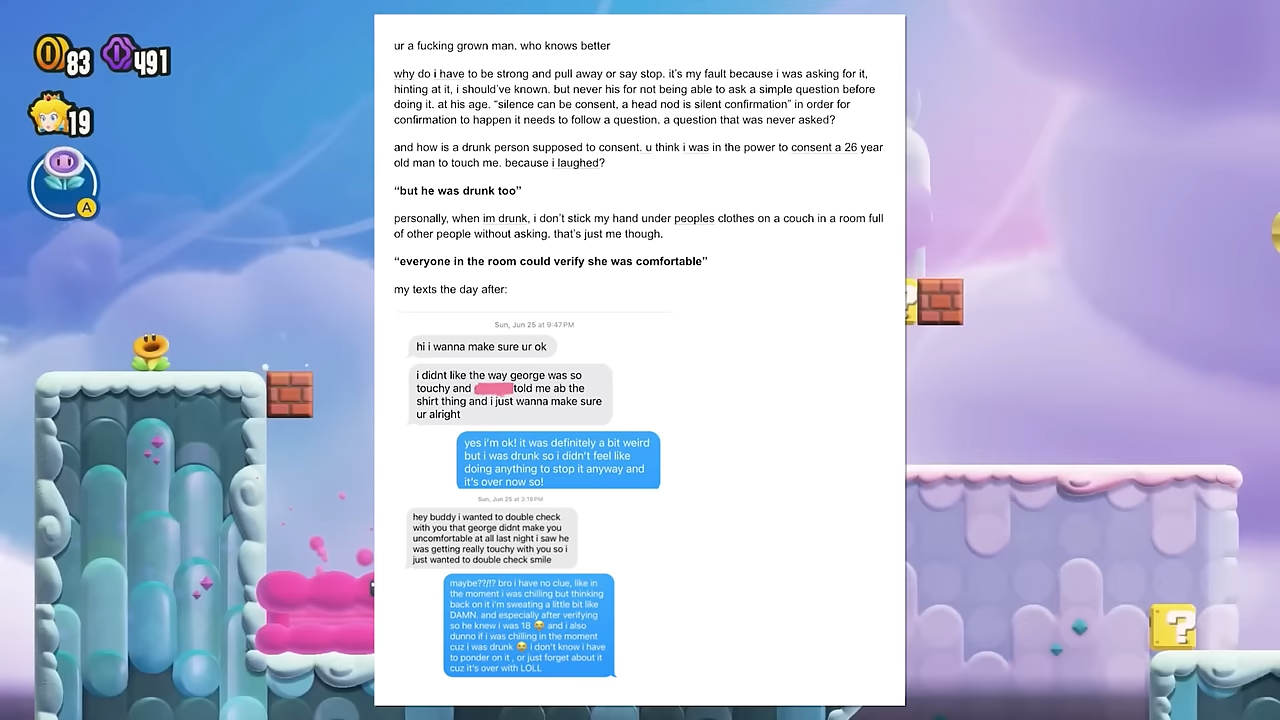 83 491
19
A
ur a fucking grown man. who knows better
why do i have to be strong and pull away or say stop. it's my fault because i was asking for it,
hinting at it, i should've known. but never his for not being able to ask a simple question before
doing it. at his age. “silence can be consent, a head nod is silent confirmation” in order for
confirmation to happen it needs to follow a question. a question that was never asked?
and how is a drunk person supposed to consent. u think i was in the power to consent a 26 year
old man to touch me. because i laughed?
“but he was drunk too”
personally, when im drunk, i don't stick my hand under peoples clothes on a couch in a room full
of other people without asking. that's just me though.
“everyone in the room could verify she was comfortable”
my texts the day after:
Sun, Jun 25 at 9:47PM
hi i wanna make sure ur ok
i didnt like the way george was so
touchy and told me ab the
shirt thing and i just wanna make sure
ur alright
yes i'm ok! it was definitely a bit weird
but i was drunk so i didn't feel like
doing anything to stop it anyway and
it's over now so!
Sun, Jun 25 at 3:18PM
hey buddy i wanted to double check
with you that george didnt make you
uncomfortable at all last night i saw he
was getting really touchy with you so i
just wanted to double check smile
maybe??/!? bro i have no clue, like in
the moment i was chilling but thinking
back on it i'm sweating a little bit like
DAMN. and especially after verifying
so he knew i was 18 😂 and i also
dunno if i was chilling in the moment
cuz i was drunk 😂 i don't know i have
to ponder on it , or just forget about it
cuz it's over with LOLL
?
?